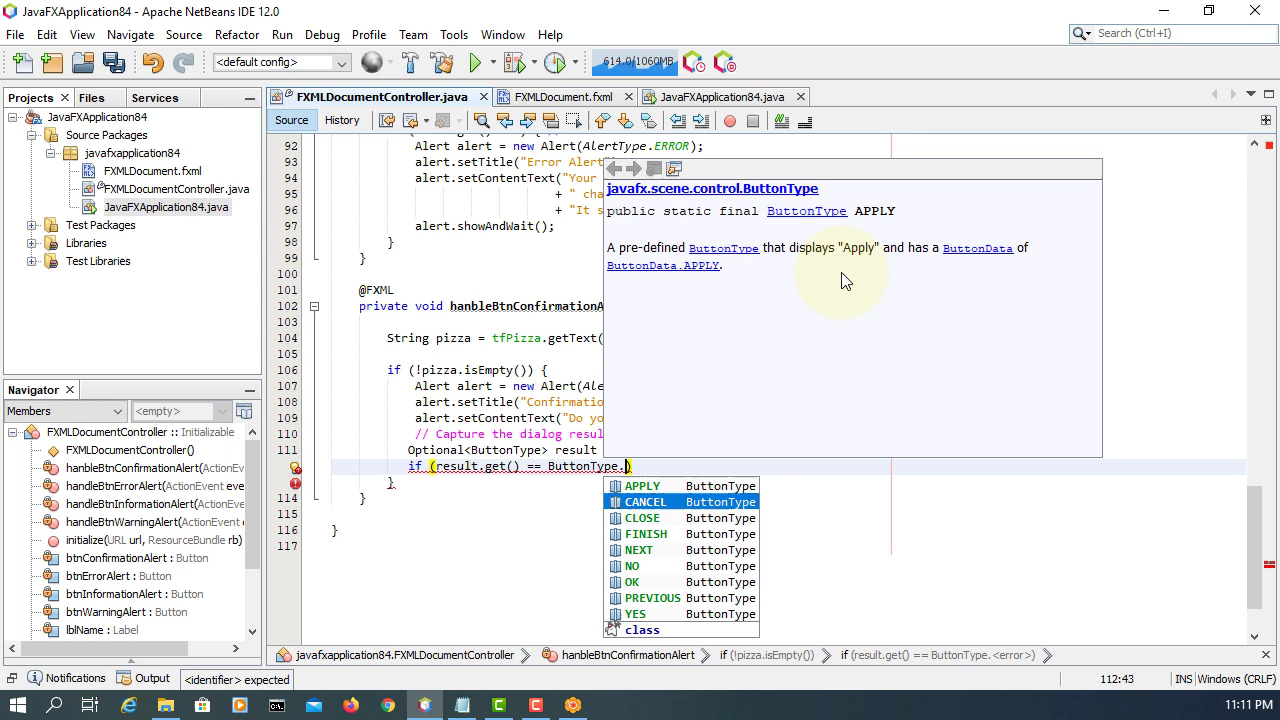 JavaFXApplication84 - Apache NetBeans IDE 12.0
File Edit View Navigate Source Refactor Run Debug Profile Team Tools Window Help
Search (Ctrl+I)
<default config>
614.0/1060MB
Projects Files Services
FXMLDocumentController.java FXMLDocument.fxml JavaFXApplication84.java
Source History
JavaFXApplication84
Source Packages
javafxapplication84
FXMLDocument.fxml
FXMLDocumentController.java
JavaFXApplication84.java
Test Packages
Libraries
Test Libraries
92 Alert alert = new Alert(AlertType.ERROR);
93 alert.setTitle("Error Alert"
94 alert.setContentText("Your
95 + " cha
96 + "It s
97 alert.showAndWait();
98 }
99 }
100
101 @FXML
102 private void hanbleBtnConfirmationA
103
104 String pizza = tfPizza.getText(
105
106 if (!pizza.isEmpty()) {
107 Alert alert = new Alert(Ale
108 alert.setTitle("Confirmatio
109 alert.setContentText("Do yo
110 // Capture the dialog resul
111 Optional<ButtonType> result
if (result.get() == ButtonType.)
}
114 }
115
116 }
117
javafx.scene.control.ButtonType
public static final ButtonType APPLY
A pre-defined ButtonType that displays "Apply" and has a ButtonData of
ButtonData.APPLY.
APPLY ButtonType
CANCEL ButtonType
CLOSE ButtonType
FINISH ButtonType
NEXT ButtonType
NO ButtonType
OK ButtonType
PREVIOUS ButtonType
YES ButtonType
class
Navigator
Members <empty>
FXMLDocumentController :: Initializable
FXMLDocumentController()
hanbleBtnConfirmationAlert(ActionE
hanbleBtnErrorAlert(ActionEvent eve
handleBtnInformationAlert(ActionEve
handleBtnWarningAlert(ActionEvent
initialize(URL url, ResourceBundle rb)
btnConfirmationAlert : Button
btnErrorAlert : Button
btnInformationAlert : Button
btnWarningAlert : Button
lblName : Label
javafxapplication84.FXMLDocumentController hanbleBtnConfirmationAlert if (!pizza.isEmpty()) if (result.get() == ButtonType.<error>)
Notifications Output <identifier> expected 112:43 INS Windows (CRLF)
11:11 PM